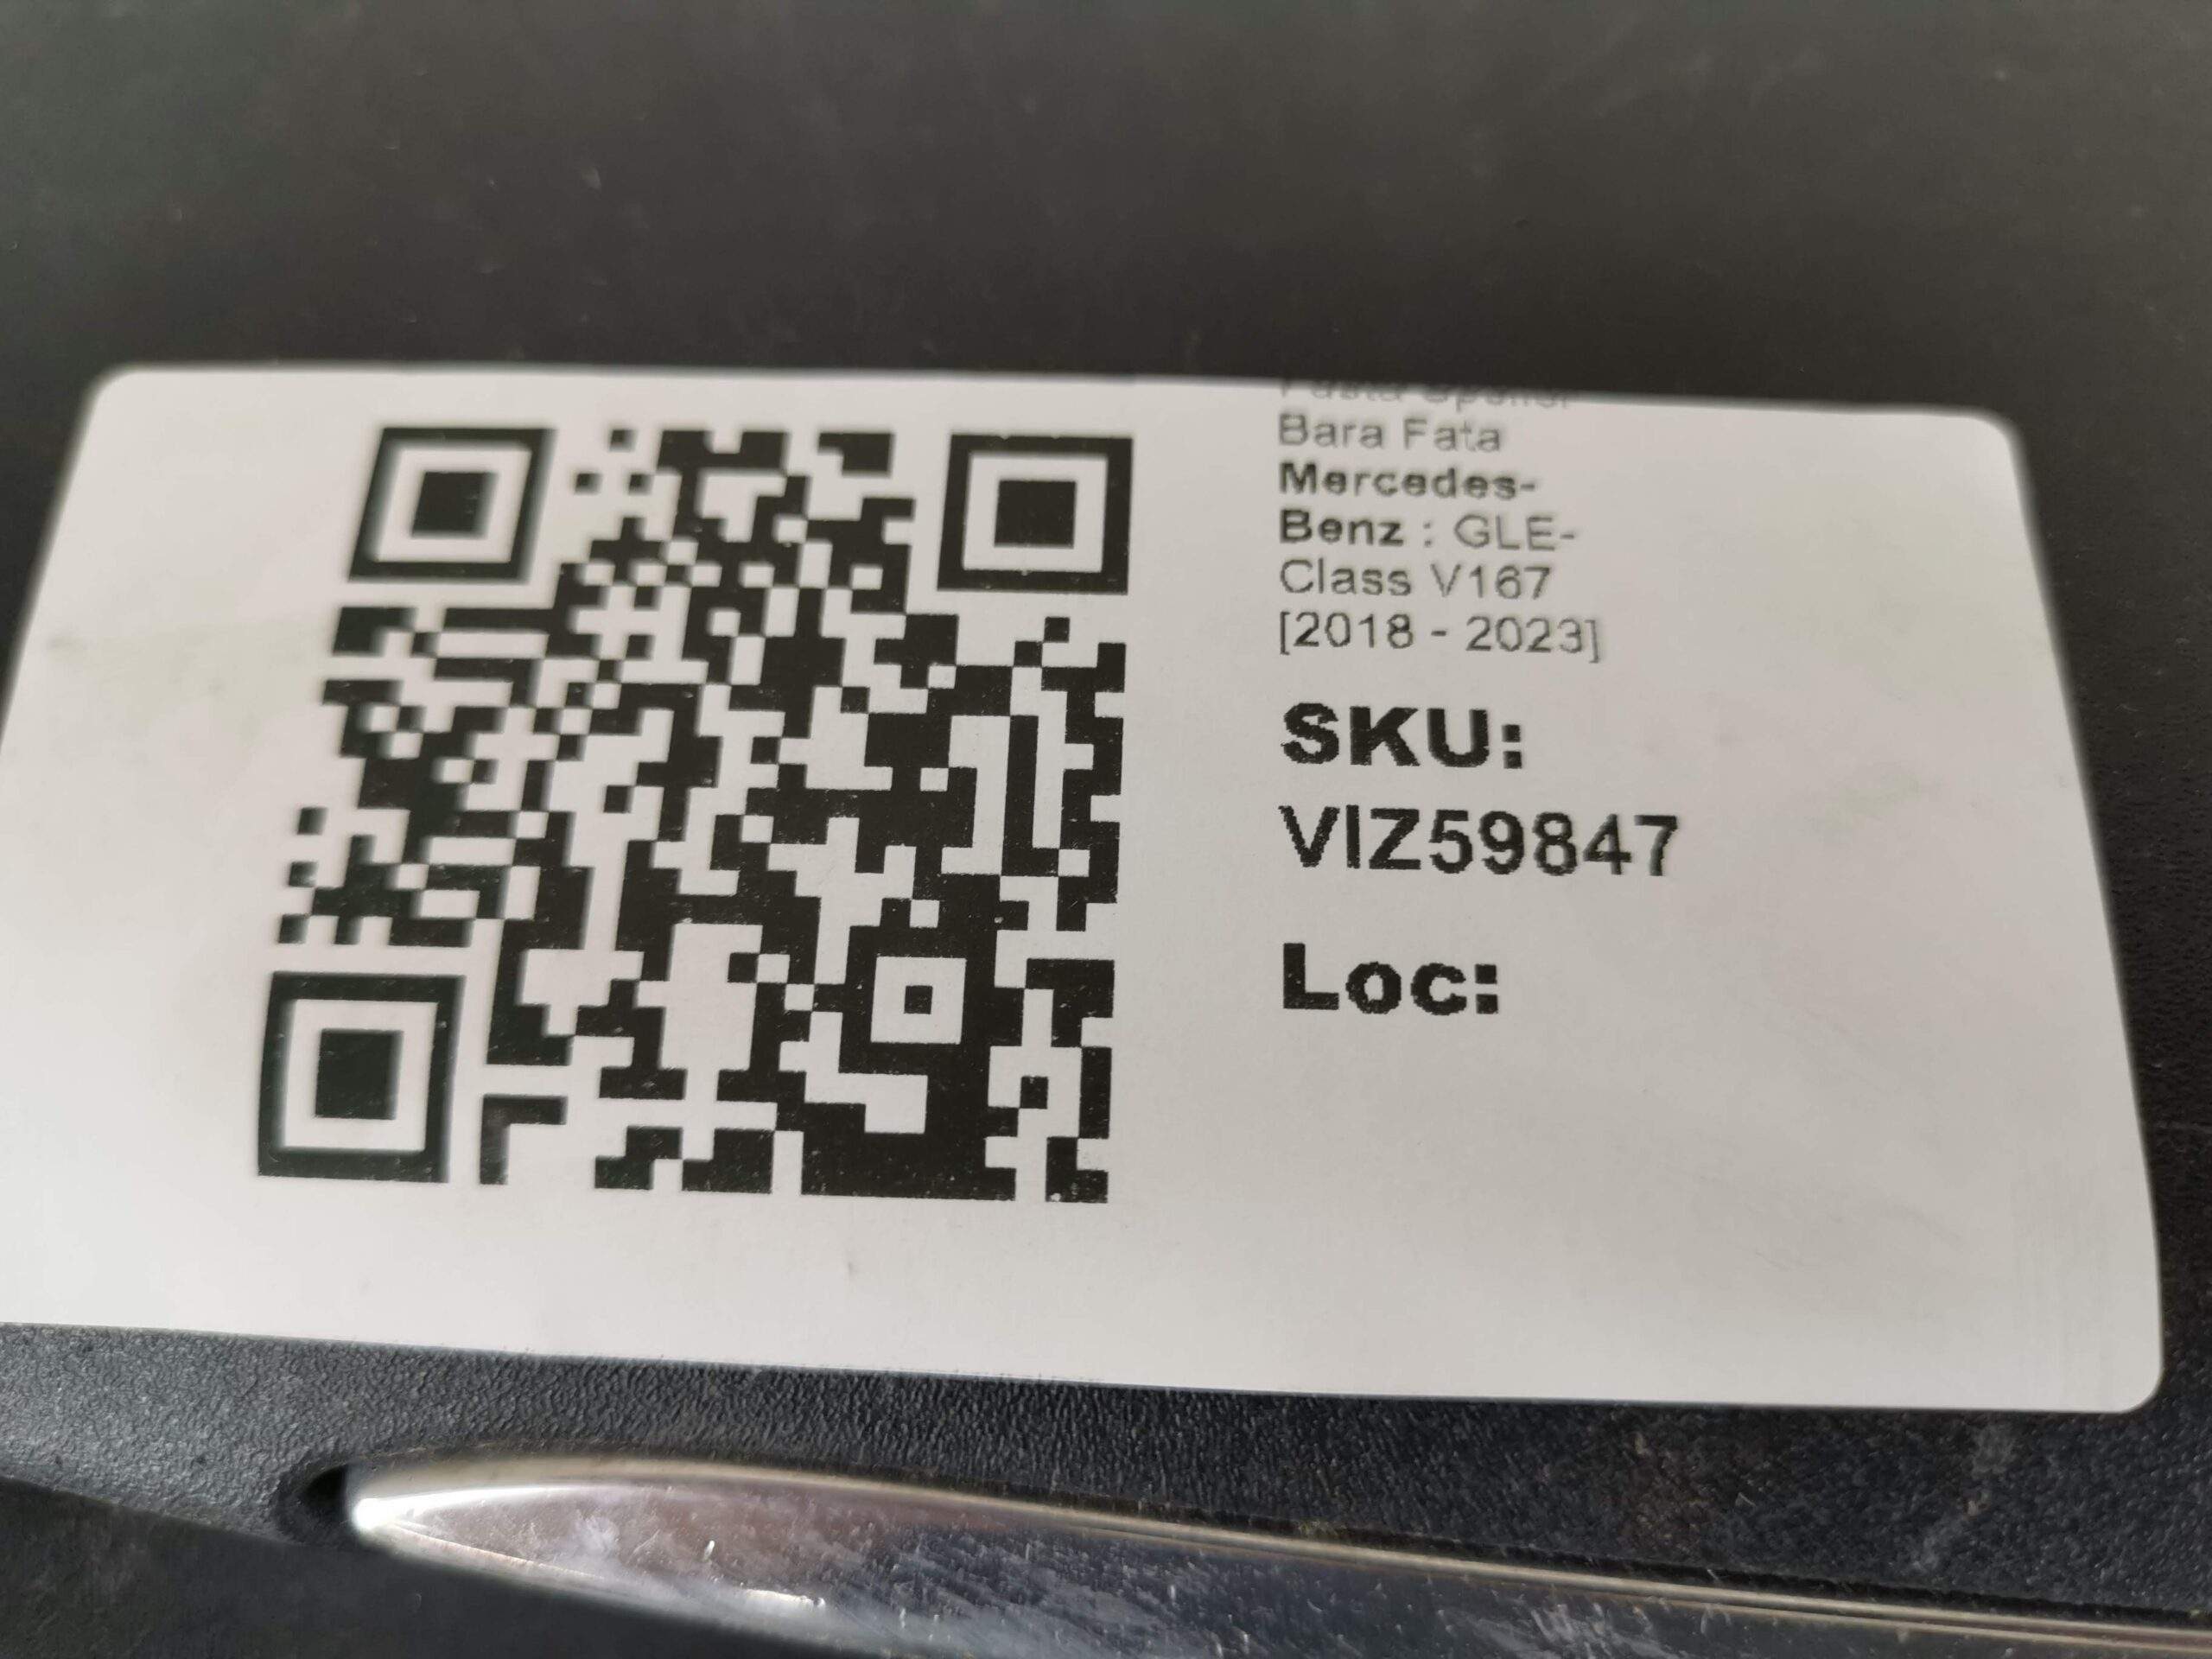 Bara Fata
Mercedes-
Benz : GLE-
Class V167
[2018 - 2023]
SKU:
VIZ59847
Loc: